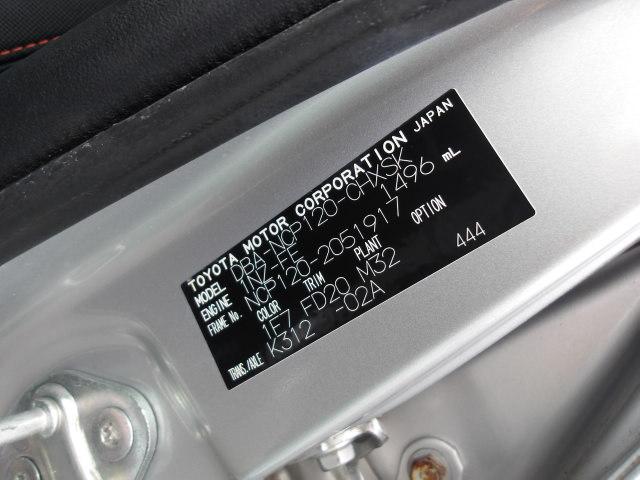 TOYOTA MOTOR CORPORATION JAPAN
MODEL DBA-NCP120-CHXSK
ENGINE 1NZ-FE 1496 mL
FRAME No. NCP120-2051917
COLOR TRIM PLANT OPTION
1F7 FD20 M32 444
TRANS./AXLE K312 -02A